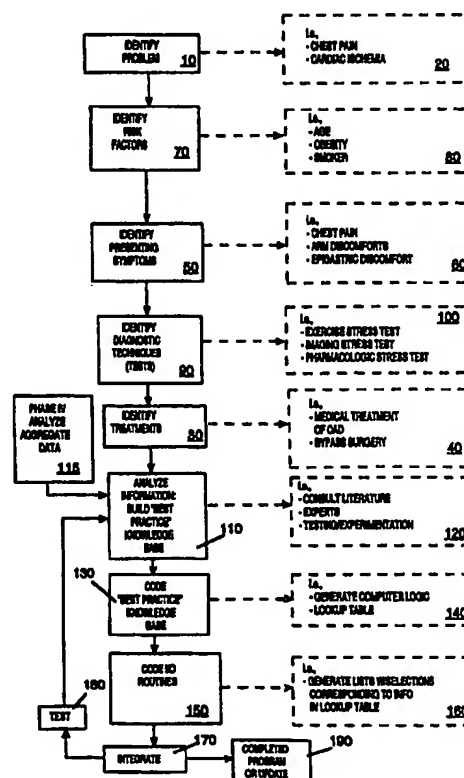 IDENTIFY
PROBLEM
10
i.e.,
• CHEST PAIN
• CARDIAC ISCHEMIA
20
IDENTIFY
RISK
FACTORS
70
i.e.,
• AGE
• OBESITY
• SMOKER
80
IDENTIFY
PRESENTING
SYMPTOMS
50
i.e.,
• CHEST PAIN
• ARM DISCOMFORTS
• EPIGASTRIC DISCOMFORT
60
IDENTIFY
DIAGNOSTIC
TECHNIQUES
(TESTS)
90
100
i.e.,
• EXERCISE STRESS TEST
• IMAGING STRESS TEST
• PHARMACOLOGIC STRESS TEST
IDENTIFY
TREATMENTS
i.e.,
• MEDICAL TREATMENT
OF CAD
• BYPASS SURGERY
40
PHASE IV
ANALYZE
AGGREGATE
DATA
115
ANALYZE
INFORMATION:
BUILD "BEST
PRACTICE"
KNOWLEDGE
BASE
110
i.e.,
• CONSULT LITERATURE
• EXPERTS
• TESTING/EXPERIMENTATION
120
130
CODE
"BEST PRACTICE"
KNOWLEDGE
BASE
i.e.,
• GENERATE COMPUTER LOGIC
• LOOKUP TABLE
140
CODE I/O
ROUTINES
150
i.e.,
• GENERATE LISTS W/SELECTIONS
CORRESPONDING TO INFO
IN LOOKUP TABLE
160
180
TEST
170
INTEGRATE
190
COMPLETED
PROGRAM
OR UPDATE